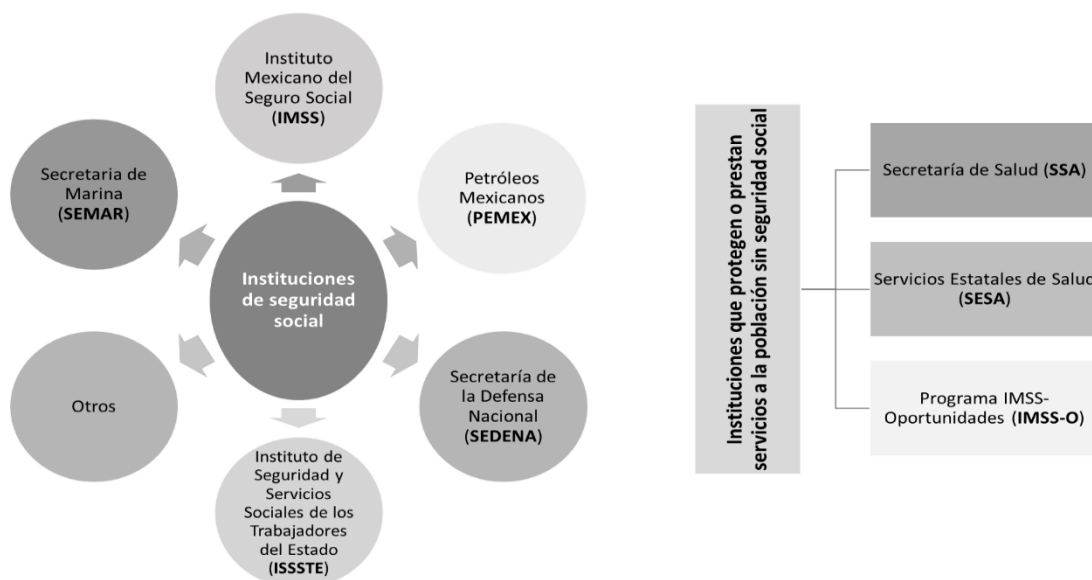 Instituto
Mexicano del
Seguro Social
(IMSS)
Petróleos
Mexicanos
(PEMEX)
Secretaría de
la Defensa
Nacional
(SEDENA)
Instituto de
Seguridad y
Servicios
Sociales de los
Trabajadores
del Estado
(ISSSTE)
Otros
Secretaria de
Marina
(SEMAR)
Instituciones
de seguridad
social
Instituciones que protegen o prestan
servicios a la población sin seguridad social
Secretaría de Salud (SSA)
Servicios Estatales de Salud
(SESA)
Programa IMSS-
Oportunidades (IMSS-O)